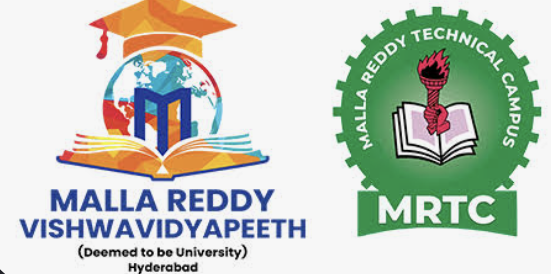 M
MALLA REDDY
VISHWAVIDYAPEETH
(Deemed to be University)
Hyderabad
MALLA REDDY TECHNICAL CAMPUS
MRTC